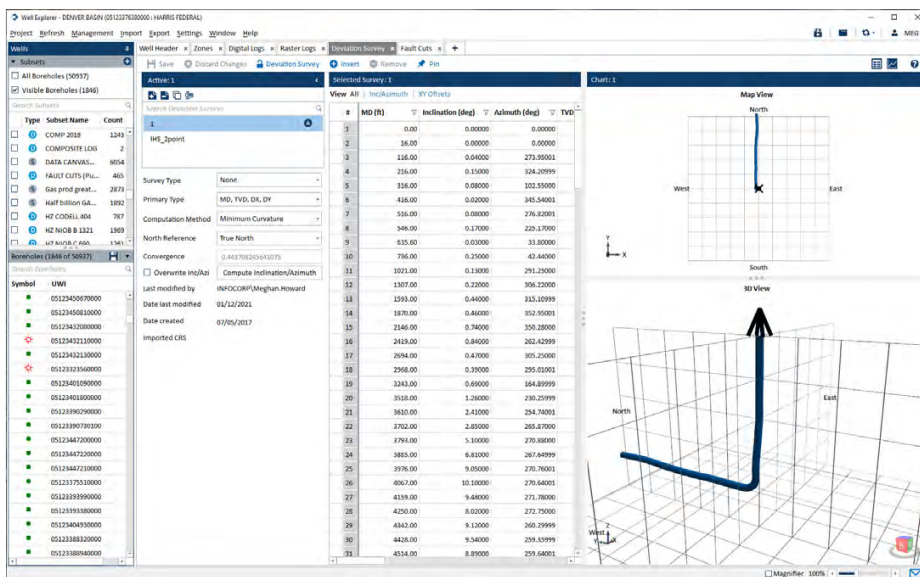 Well Explorer - DENVER BASIN (05123376380000 : HARRIS FEDERAL)
Project Refresh Management Import Export Settings Window Help
MEG
Wells
Subsets
All Boreholes (50937)
Visible Boreholes (1846)
Search Subsets
Type Subset Name Count
COMP 2018 1243
COMPOSITE LOG 2
DATA CANVAS... 6054
FAULT CUTS (Pu... 465
Gas prod great... 2873
Half billion GA... 1892
HZ CODELL 404 787
HZ NIOB B 1321 1969
HZ NIOB C 690 1261
Boreholes (1846 of 50937)
Search Boreholes
Symbol UWI
05123450670000
05123450810000
05123432080000
05123432110000
05123432130000
05123323560000
05123401090000
05123401800000
05123390290000
05123390730100
05123447200000
05123447220000
05123447210000
05123375510000
05123393990000
05123393380000
05123404930000
05123388320000
05123388940000
Well Header x Zones x Digital Logs x Raster Logs x Deviation Survey x Fault Cuts x +
Save Discard Changes Deviation Survey Insert Remove Pin
Active: 1
Search Deviation Surveys
1
IHS_2point
Survey Type None
Primary Type MD, TVD, DX, DY
Computation Method Minimum Curvature
North Reference True North
Convergence 0.443708245641075
Overwrite Inc/Azi Compute Inclination/Azimuth
Last modified by INFOCORP\Meghan.Howard
Date last modified 01/12/2021
Date created 07/05/2017
Imported CRS
Selected Survey: 1
View All Inc/Azimuth XY Offsets
# MD (ft) Inclination (deg) Azimuth (deg) TVD
1 0.00 0.00000 0.00000
2 16.00 0.00000 0.00000
3 116.00 0.04000 273.95001
4 216.00 0.15000 324.20999
5 316.00 0.08000 102.55000
6 416.00 0.02000 345.54001
7 516.00 0.08000 276.82001
8 546.00 0.17000 225.17000
9 635.60 0.03000 33.80000
10 736.00 0.25000 42.44000
11 1021.00 0.13000 291.25000
12 1307.00 0.22000 306.22000
13 1593.00 0.44000 315.10999
14 1870.00 0.46000 352.95001
15 2146.00 0.74000 350.28000
16 2419.00 0.84000 262.42999
17 2694.00 0.47000 305.25000
18 2968.00 0.39000 295.01001
19 3243.00 0.69000 164.89999
20 3518.00 1.26000 230.25999
21 3610.00 2.41000 254.74001
22 3702.00 2.85000 265.87000
23 3793.00 5.10000 270.88000
24 3885.00 6.81000 267.64999
25 3976.00 9.05000 270.76001
26 4067.00 10.10000 270.64001
27 4159.00 9.48000 271.78000
28 4250.00 8.02000 272.75000
29 4342.00 9.12000 260.29999
30 4428.00 9.54000 259.35999
31 4514.00 8.89000 259.64001
Chart: 1
Map View
North
West East
Y
X
South
3D View
North East
West
Z
Y X
Magnifier 100%